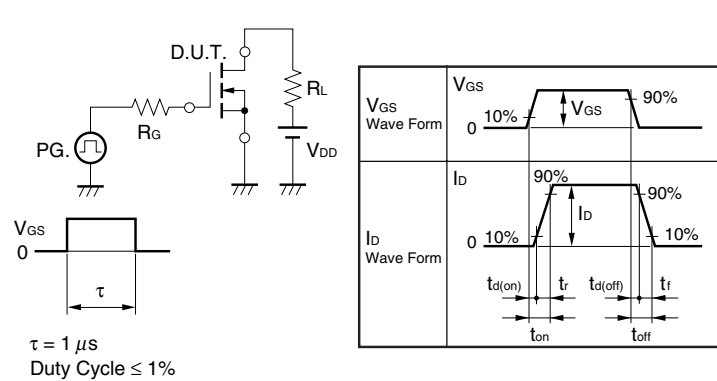 D.U.T.
RL
RG
PG.
VDD
VGS
0
τ
τ = 1 μs
Duty Cycle ≤ 1%
VGS
Wave Form
VGS
10%
0
VGS
90%
ID
Wave Form
ID
90%
90%
ID
0 10%
10%
td(on) tr td(off) tf
ton toff